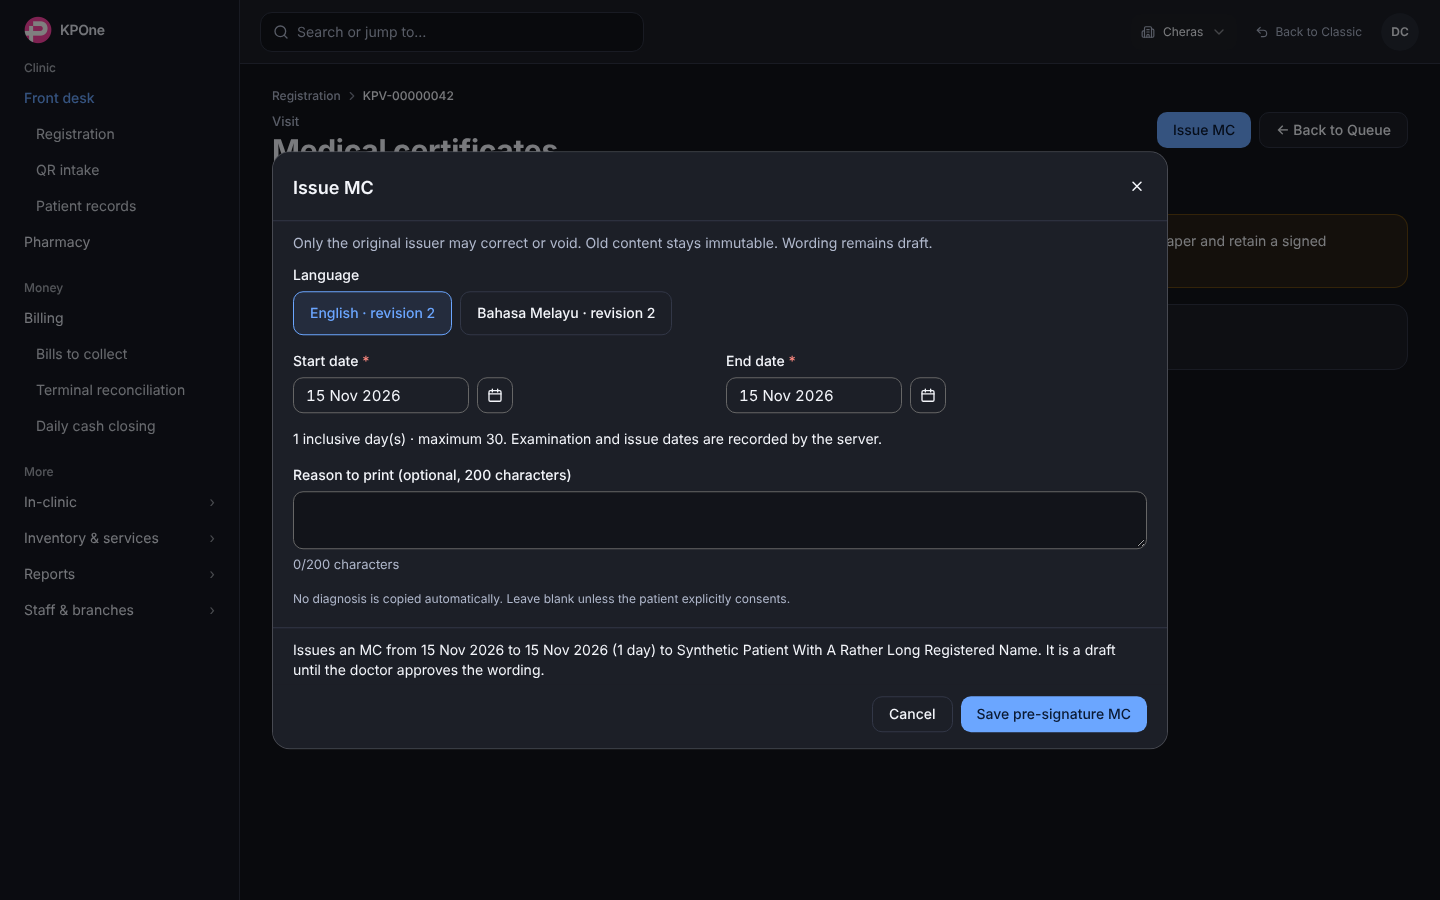 KPOne
Search or jump to...
Cheras
Back to Classic
DC
Clinic
Front desk
Registration
QR intake
Patient records
Pharmacy
Money
Billing
Bills to collect
Terminal reconciliation
Daily cash closing
More
In-clinic
Inventory & services
Reports
Staff & branches
Registration > KPV-00000042
Visit
Medical certificates
Issue MC
← Back to Queue
aper and retain a signed
Issue MC
Only the original issuer may correct or void. Old content stays immutable. Wording remains draft.
Language
English · revision 2
Bahasa Melayu · revision 2
Start date *
End date *
15 Nov 2026
15 Nov 2026
1 inclusive day(s) · maximum 30. Examination and issue dates are recorded by the server.
Reason to print (optional, 200 characters)
0/200 characters
No diagnosis is copied automatically. Leave blank unless the patient explicitly consents.
Issues an MC from 15 Nov 2026 to 15 Nov 2026 (1 day) to Synthetic Patient With A Rather Long Registered Name. It is a draft
until the doctor approves the wording.
Cancel
Save pre-signature MC